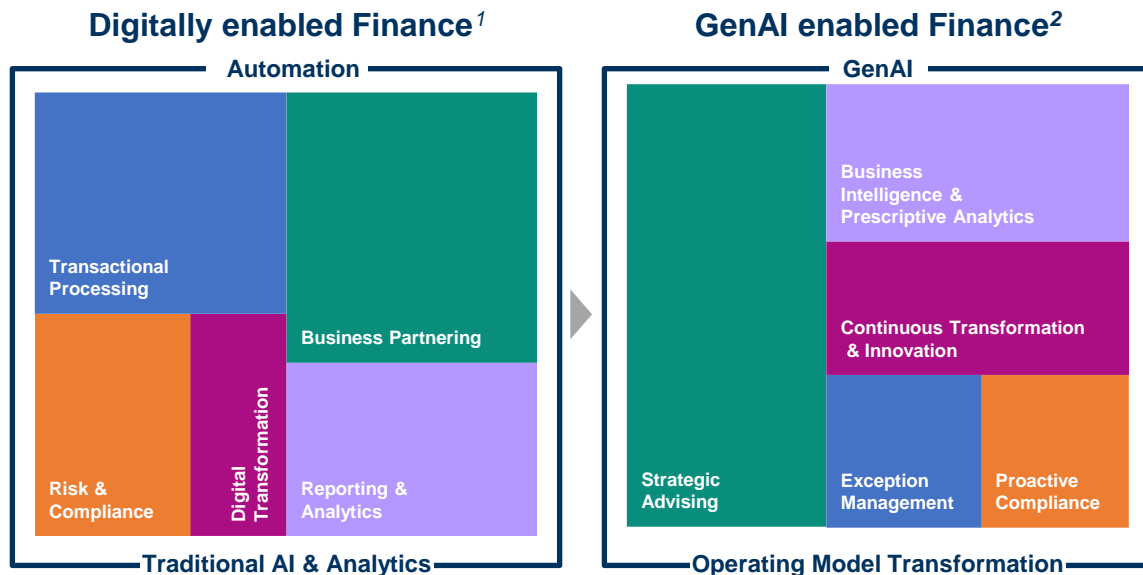 Digitally enabled Finance¹
Automation
Transactional
Processing
Business Partnering
Risk &
Compliance
Digital
Transformation
Reporting &
Analytics
Traditional AI & Analytics
GenAI enabled Finance²
GenAI
Business
Intelligence &
Prescriptive Analytics
Continuous Transformation
& Innovation
Strategic
Advising
Exception
Management
Proactive
Compliance
Operating Model Transformation